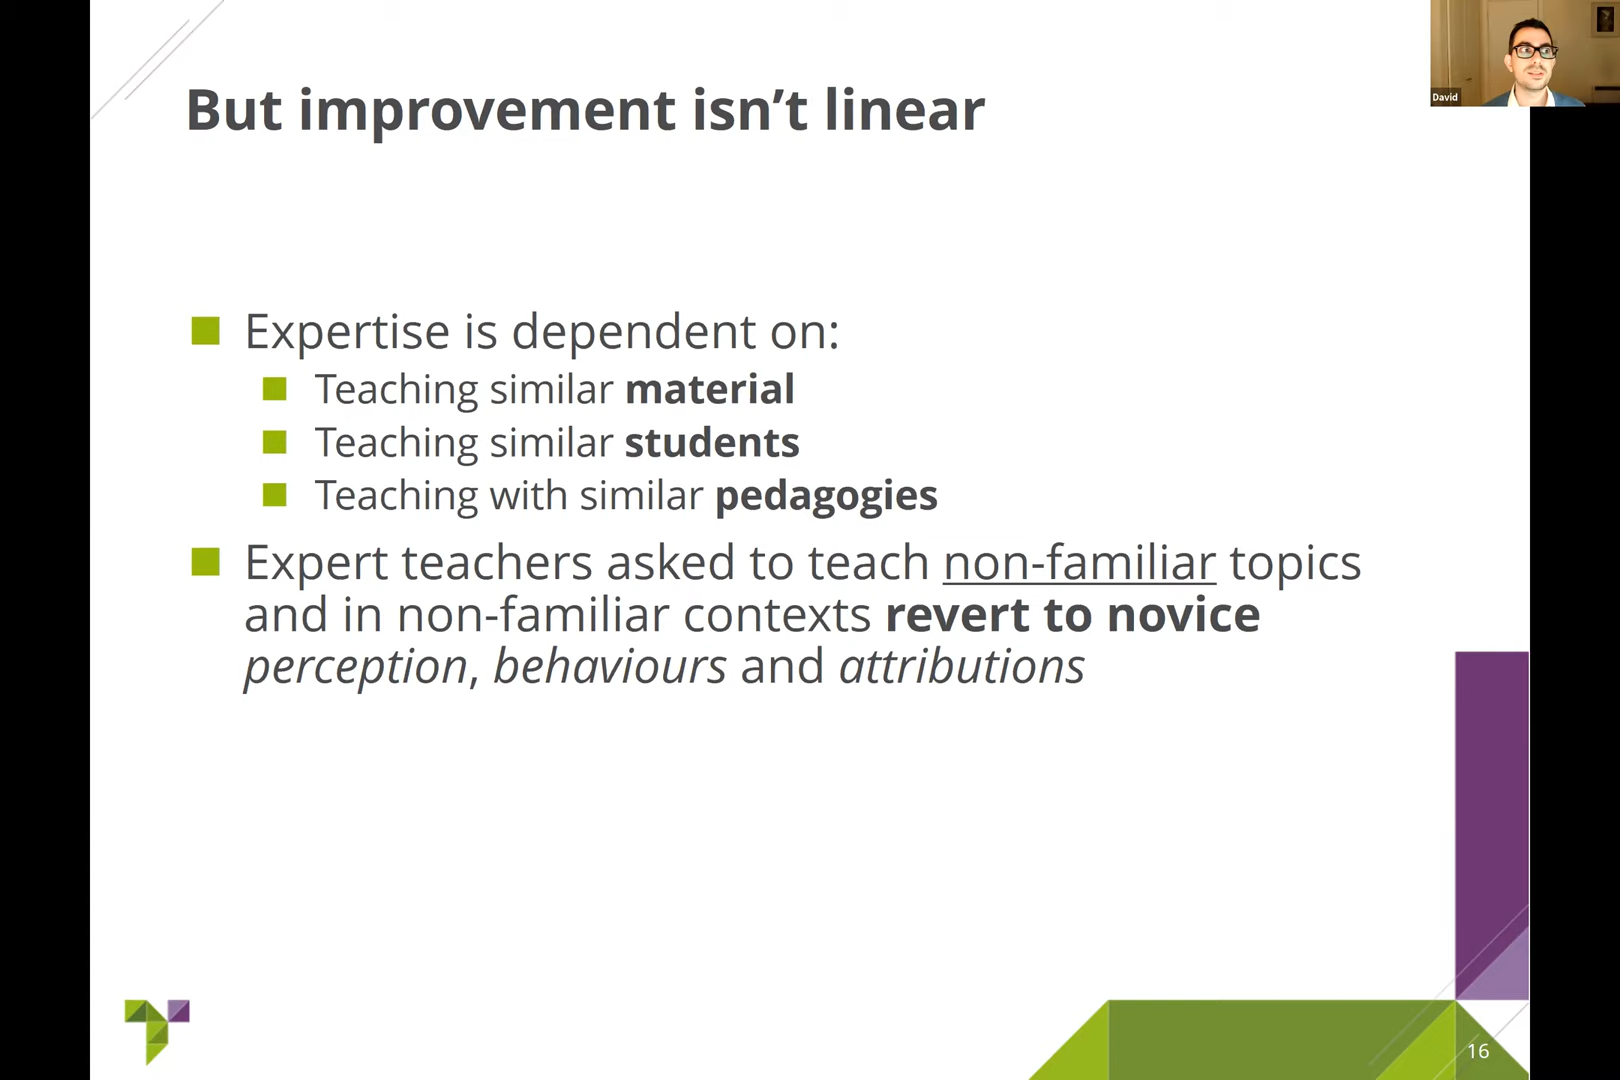 But improvement isn’t linear
David
Expertise is dependent on:
Teaching similar material
Teaching similar students
Teaching with similar pedagogies
Expert teachers asked to teach non-familiar topics
and in non-familiar contexts revert to novice
perception, behaviours and attributions
16